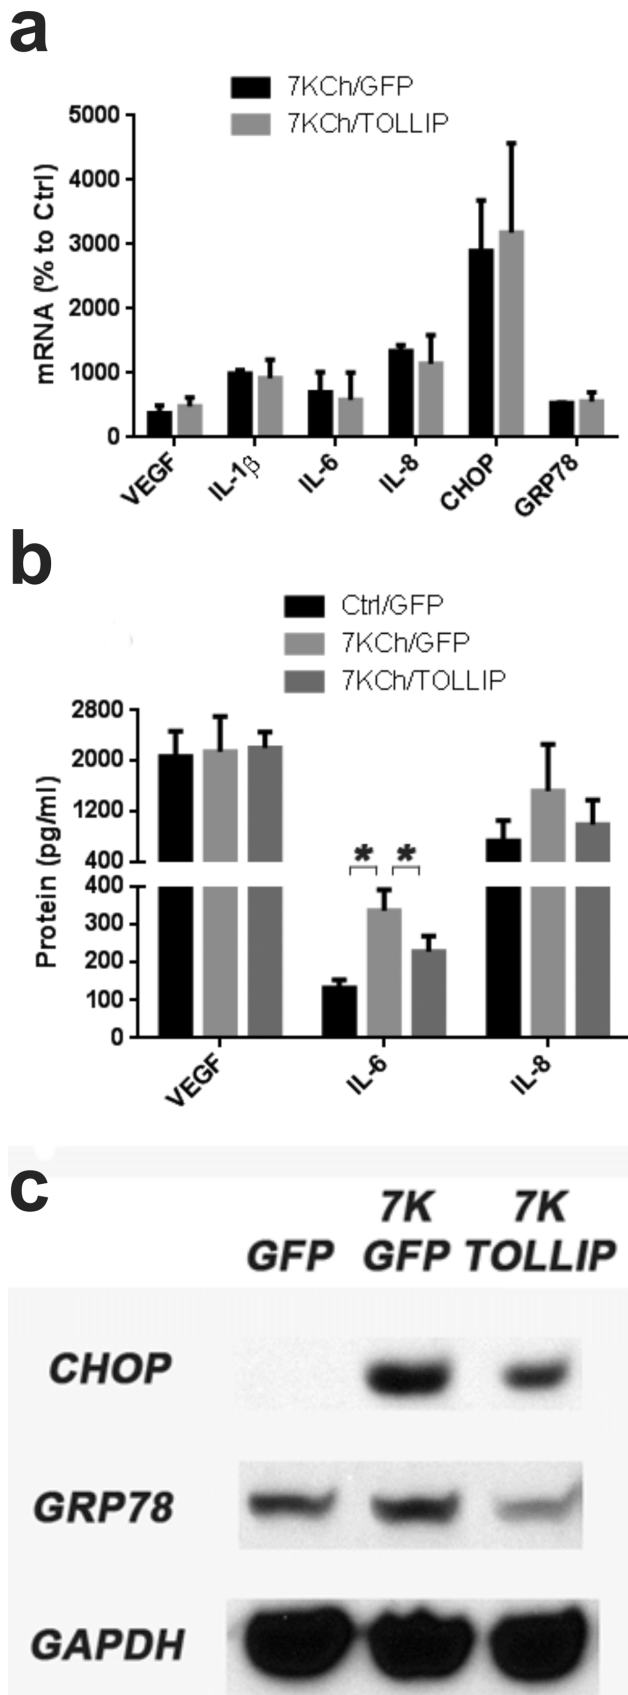 a
7KCh/GFP
7KCh/TOLLIP
mRNA (% to Ctrl)
5000
4000
3000
2000
1000
0
VEGF IL-1β IL-6 IL-8 CHOP GRP78
b
Ctrl/GFP
7KCh/GFP
7KCh/TOLLIP
Protein (pg/ml)
2800
2000
1200
400
* *
400
300
200
100
0
VEGF IL-6 IL-8
c
7K 7K
GFP GFP TOLLIP
CHOP
GRP78
GAPDH